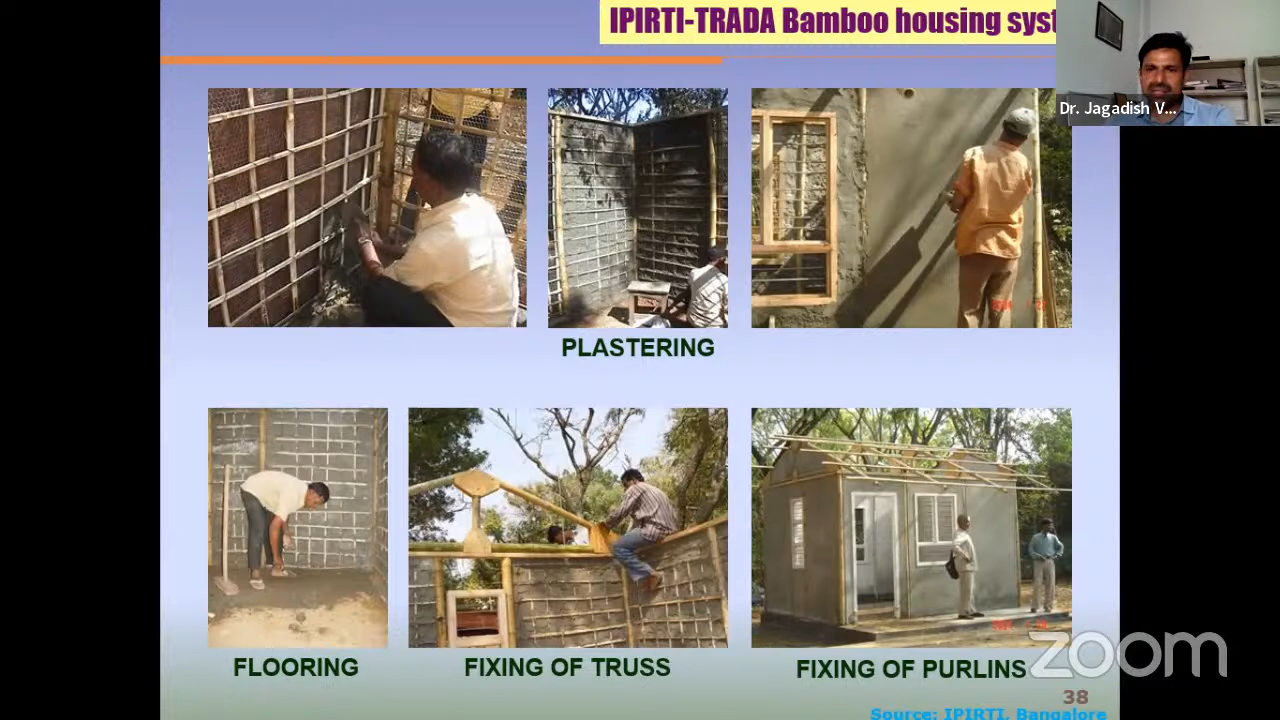 IPIRTI-TRADA Bamboo housing syst
Dr. Jagadish V...
PLASTERING
FLOORING
FIXING OF TRUSS
FIXING OF PURLINS
zoom
38
Source: IPIRTI, Bangalore